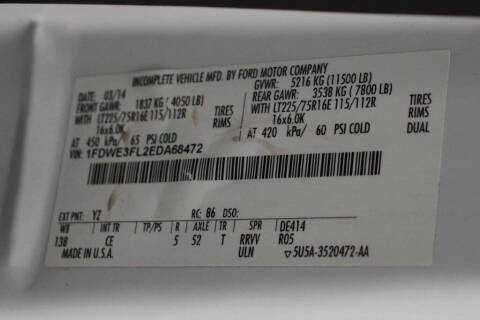 INCOMPLETE VEHICLE MFD. BY FORD MOTOR COMPANY
DATE: 03/14 GVWR: 5216 KG (11500 LB)
FRONT GAWR: 1837 KG (4050 LB) REAR GAWR: 3538 KG (7800 LB)
WITH LT225/75R16E 115/112R TIRES WITH LT225/75R16E 115/112R TIRES
16x6.0K RIMS 16x6.0K RIMS
AT 450 kPa/ 65 PSI COLD AT 420 kPa/ 60 PSI COLD DUAL
VIN: 1FDWE3FL2EDA68472
EXT PNT: YZ RC: 86 DSO:
WB INT TR TP/PS R AXLE TR SPR DE414
138 CE 5 52 T RRVV R05
MADE IN U.S.A. ULN ▽5U5A-3520472-AA